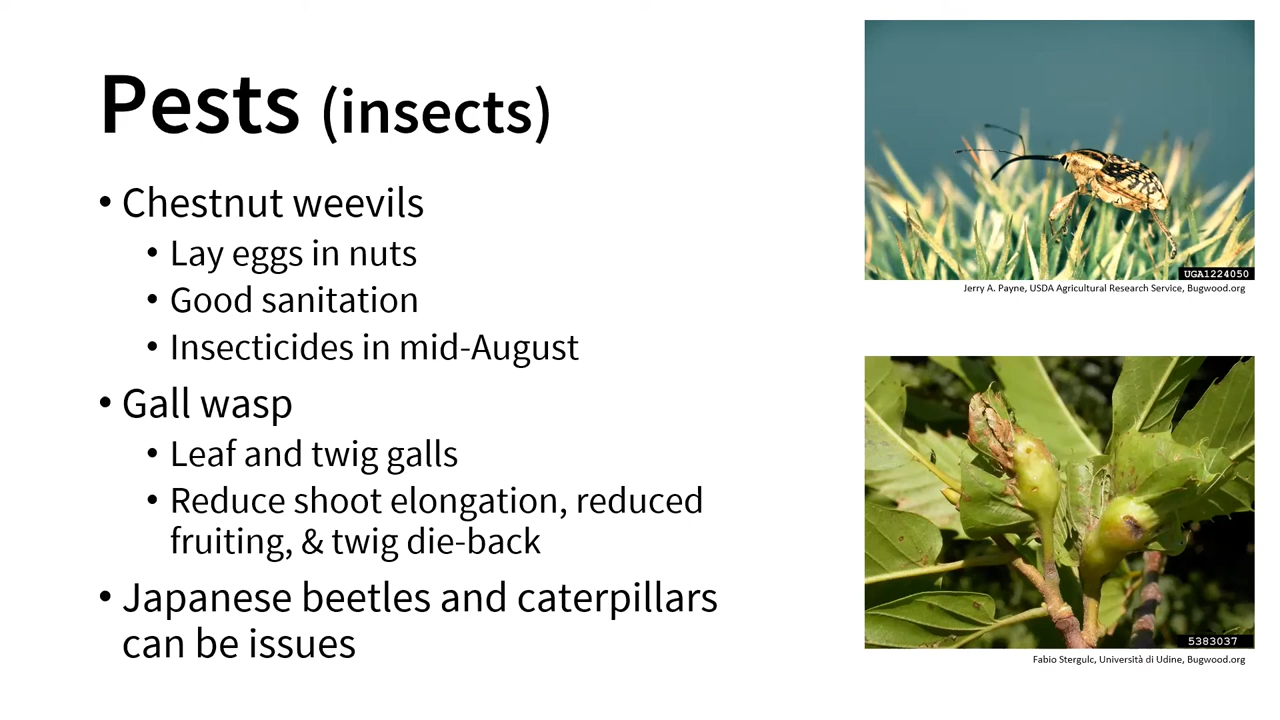 Pests (insects)
• Chestnut weevils
• Lay eggs in nuts
• Good sanitation
• Insecticides in mid-August
• Gall wasp
• Leaf and twig galls
• Reduce shoot elongation, reduced
fruiting, & twig die-back
• Japanese beetles and caterpillars
can be issues
UGA1224050
Jerry A. Payne, USDA Agricultural Research Service, Bugwood.org
5383037
Fabio Stergulc, Università di Udine, Bugwood.org